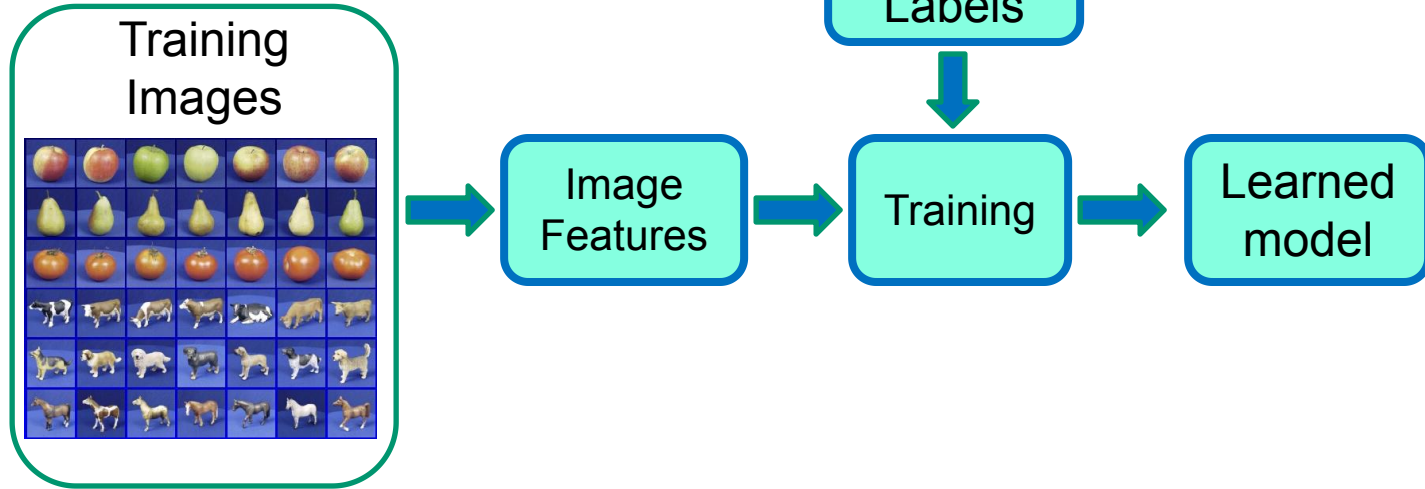 Training
Images
Labels
Image
Features
Training
Learned
model